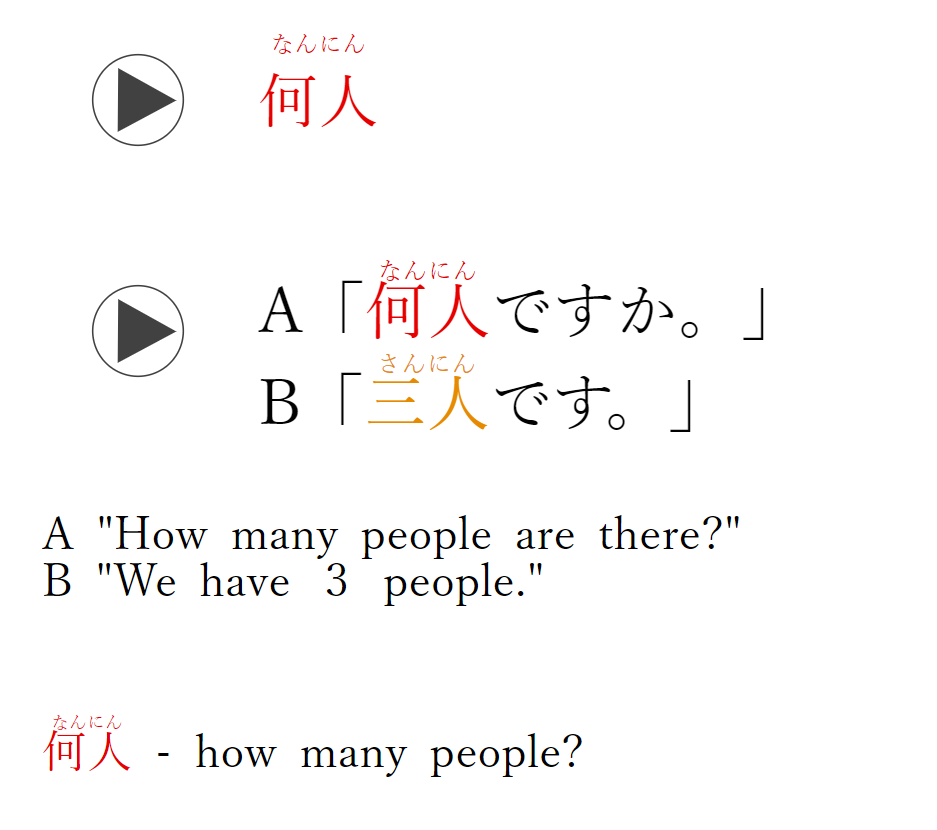 なんにん
何人
なんにん
A「何人ですか。」
さんにん
B「三人です。」
A "How many people are there?"
B "We have 3 people."
なんにん
何人 - how many people?